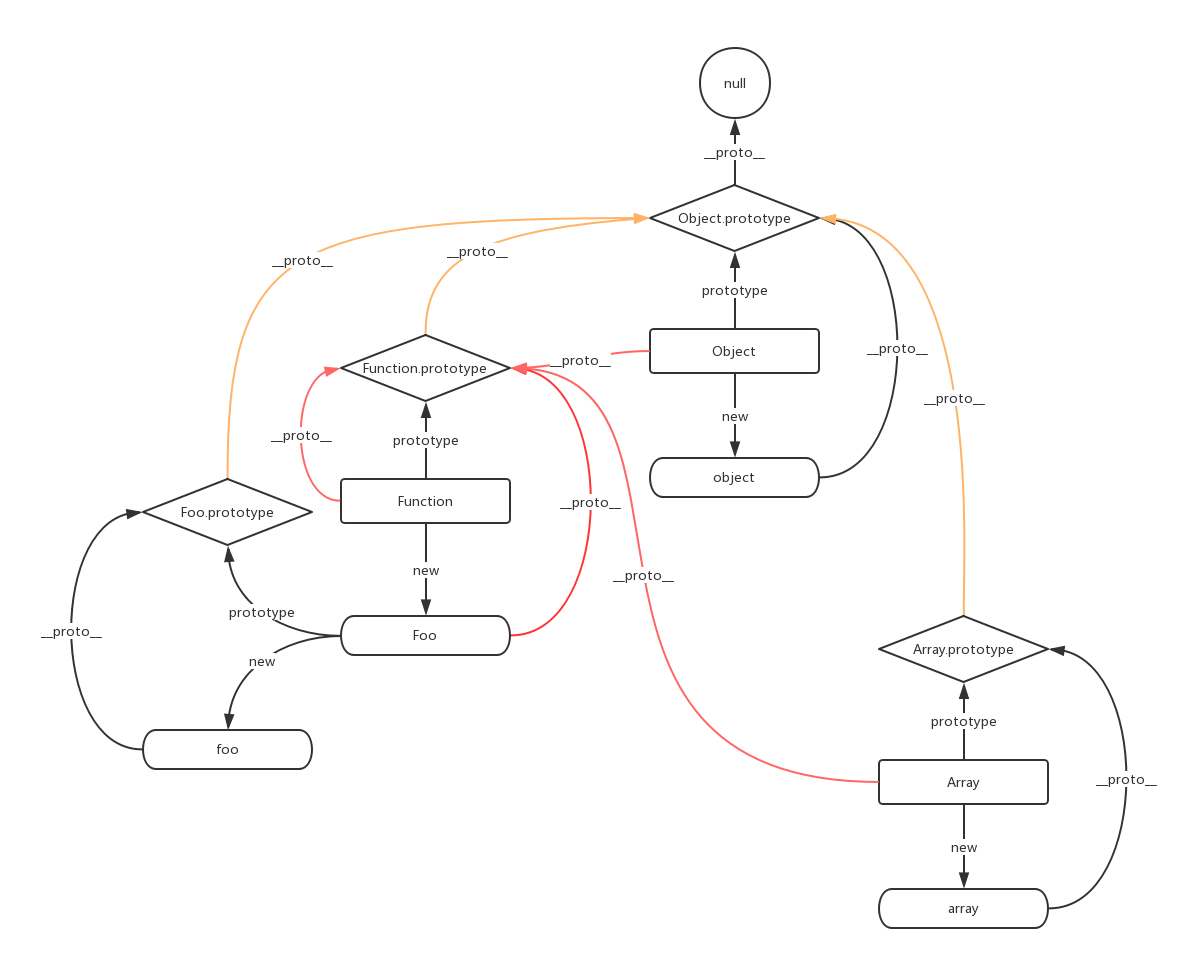 null
__proto__
Object.prototype
__proto__
__proto__
prototype
Object
__proto__
__proto__
Function.prototype
__proto__
__proto__
new
prototype
object
Function
Foo.prototype
__proto__
new
__proto__
prototype
Foo
__proto__
new
Array.prototype
prototype
foo
Array
__proto__
new
array